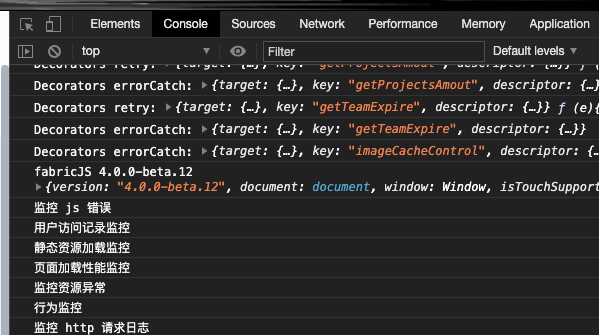 Elements Console Sources Network Performance Memory Application
top Filter Default levels
Decorators retry: {target: {…}, key: "getProjectsAmout", descriptor: {…}} ƒ (
Decorators errorCatch: {target: {…}, key: "getProjectsAmout", descriptor: {…
Decorators retry: {target: {…}, key: "getTeamExpire", descriptor: {…}} ƒ (e){
Decorators errorCatch: {target: {…}, key: "getTeamExpire", descriptor: {…}}
Decorators errorCatch: {target: {…}, key: "imageCacheControl", descriptor: {…
fabricJS 4.0.0-beta.12
{version: "4.0.0-beta.12", document: document, window: Window, isTouchSupport
监控 js 错误
用户访问记录监控
静态资源加载监控
页面加载性能监控
监控资源异常
行为监控
监控 http 请求日志